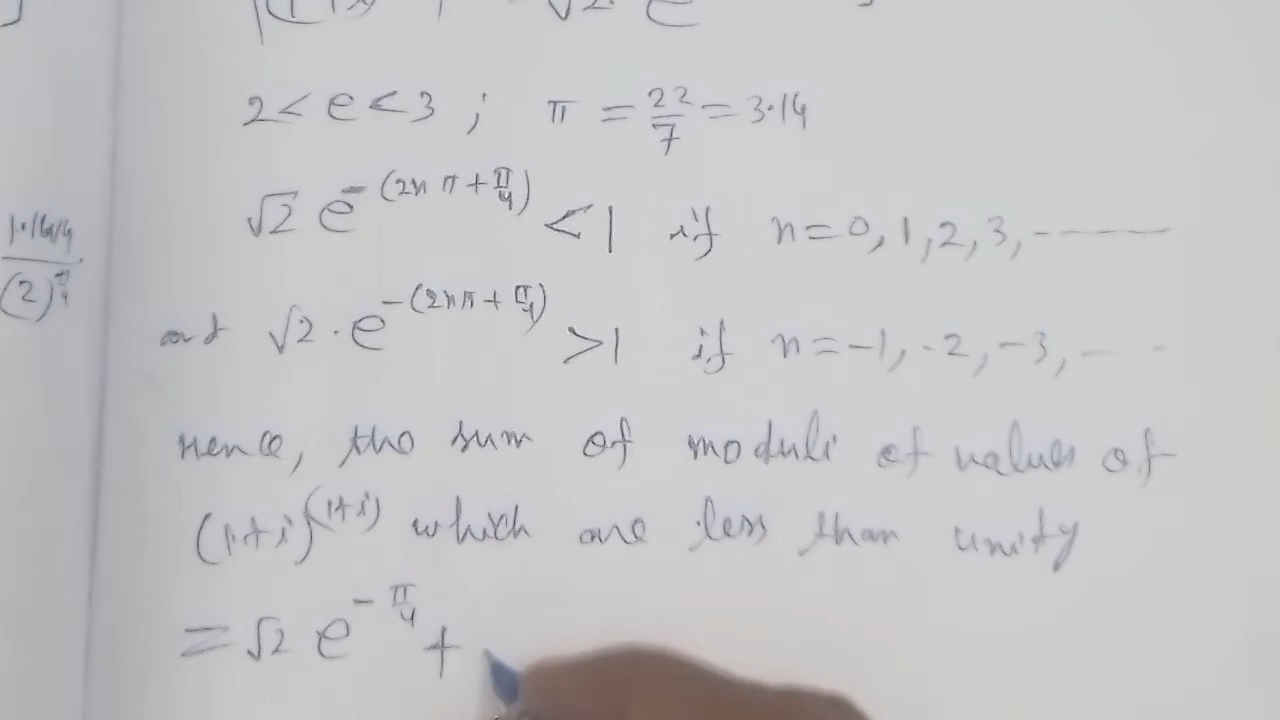 2 < e < 3 ; π = 22/7 = 3.14
√2 e^-(2nπ + π/4) < 1 if n = 0, 1, 2, 3, -----
and √2 . e^-(2nπ + π/4) > 1 if n = -1, -2, -3, - -
Hence, the sum of moduli of values of
(1+i)^(1+i) which are less than unity
= √2 e^-π/4 +